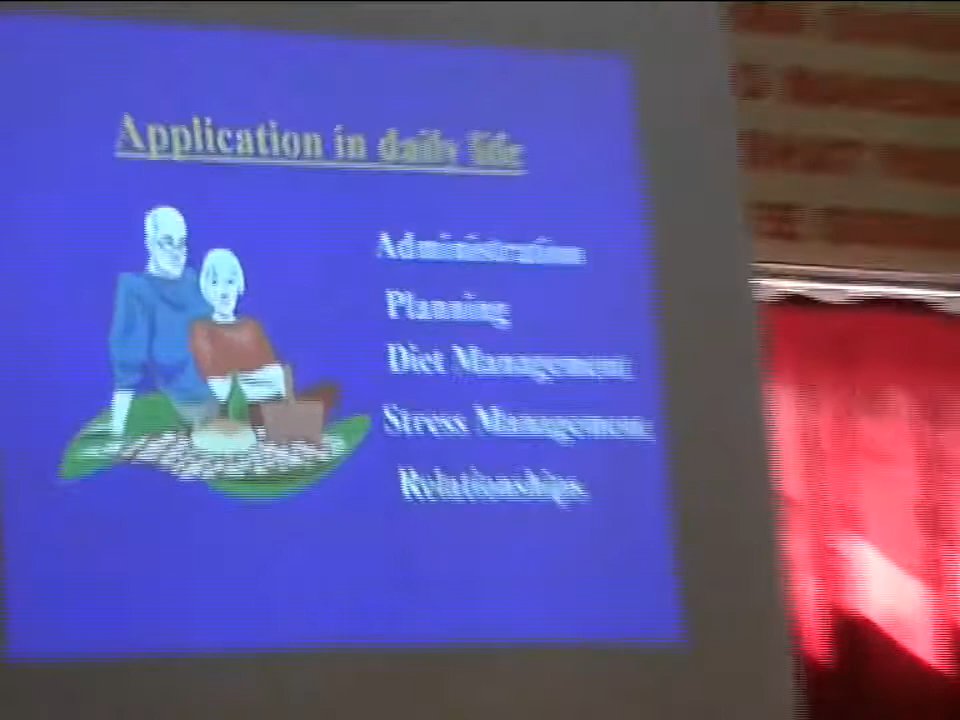 Application in daily life
Administration
Planning
Diet Management
Stress Management
Relationships